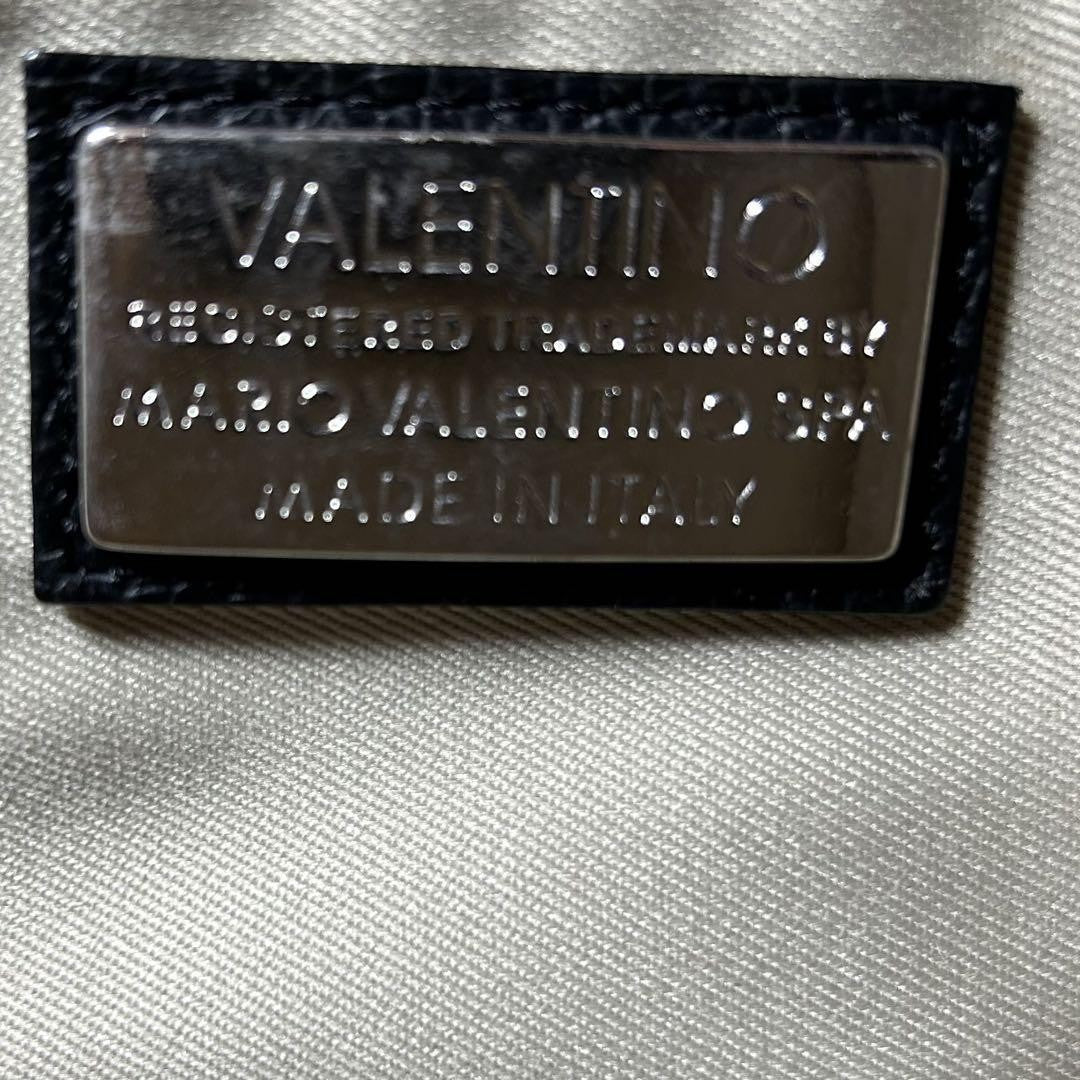 VALENTINO
REGISTERED TRADEMARK BY
MARIO VALENTINO SPA
MADE IN ITALY